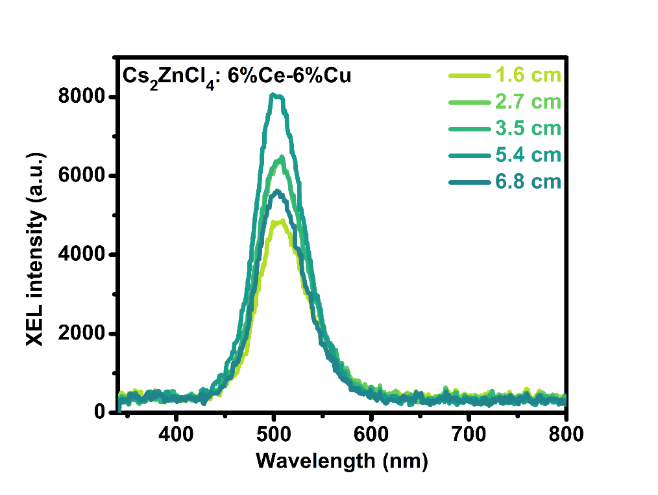 Cs₂ZnCl₄: 6%Ce-6%Cu
1.6 cm
2.7 cm
3.5 cm
5.4 cm
6.8 cm
XEL intensity (a.u.)
8000
6000
4000
2000
0
400 500 600 700 800
Wavelength (nm)